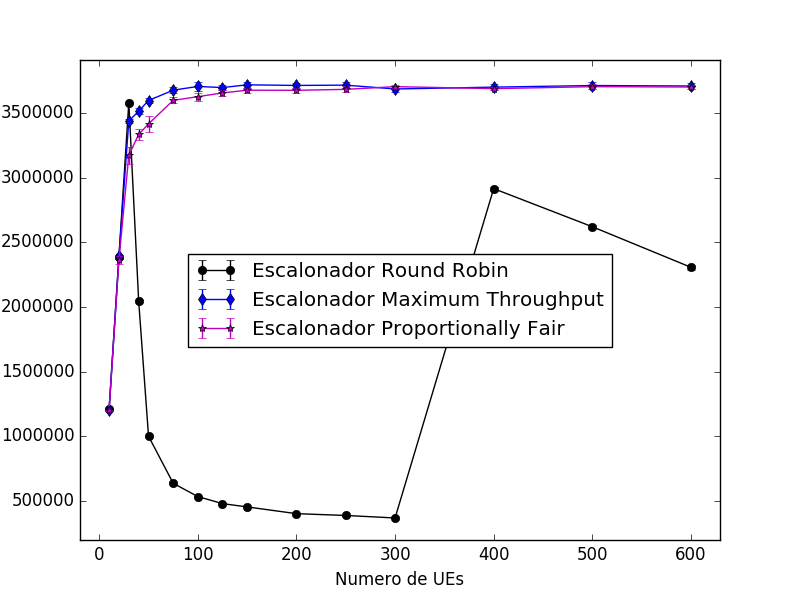 3500000
3000000
2500000
2000000
1500000
1000000
500000
Escalonador Round Robin
Escalonador Maximum Throughput
Escalonador Proportionally Fair
0 100 200 300 400 500 600
Numero de UEs